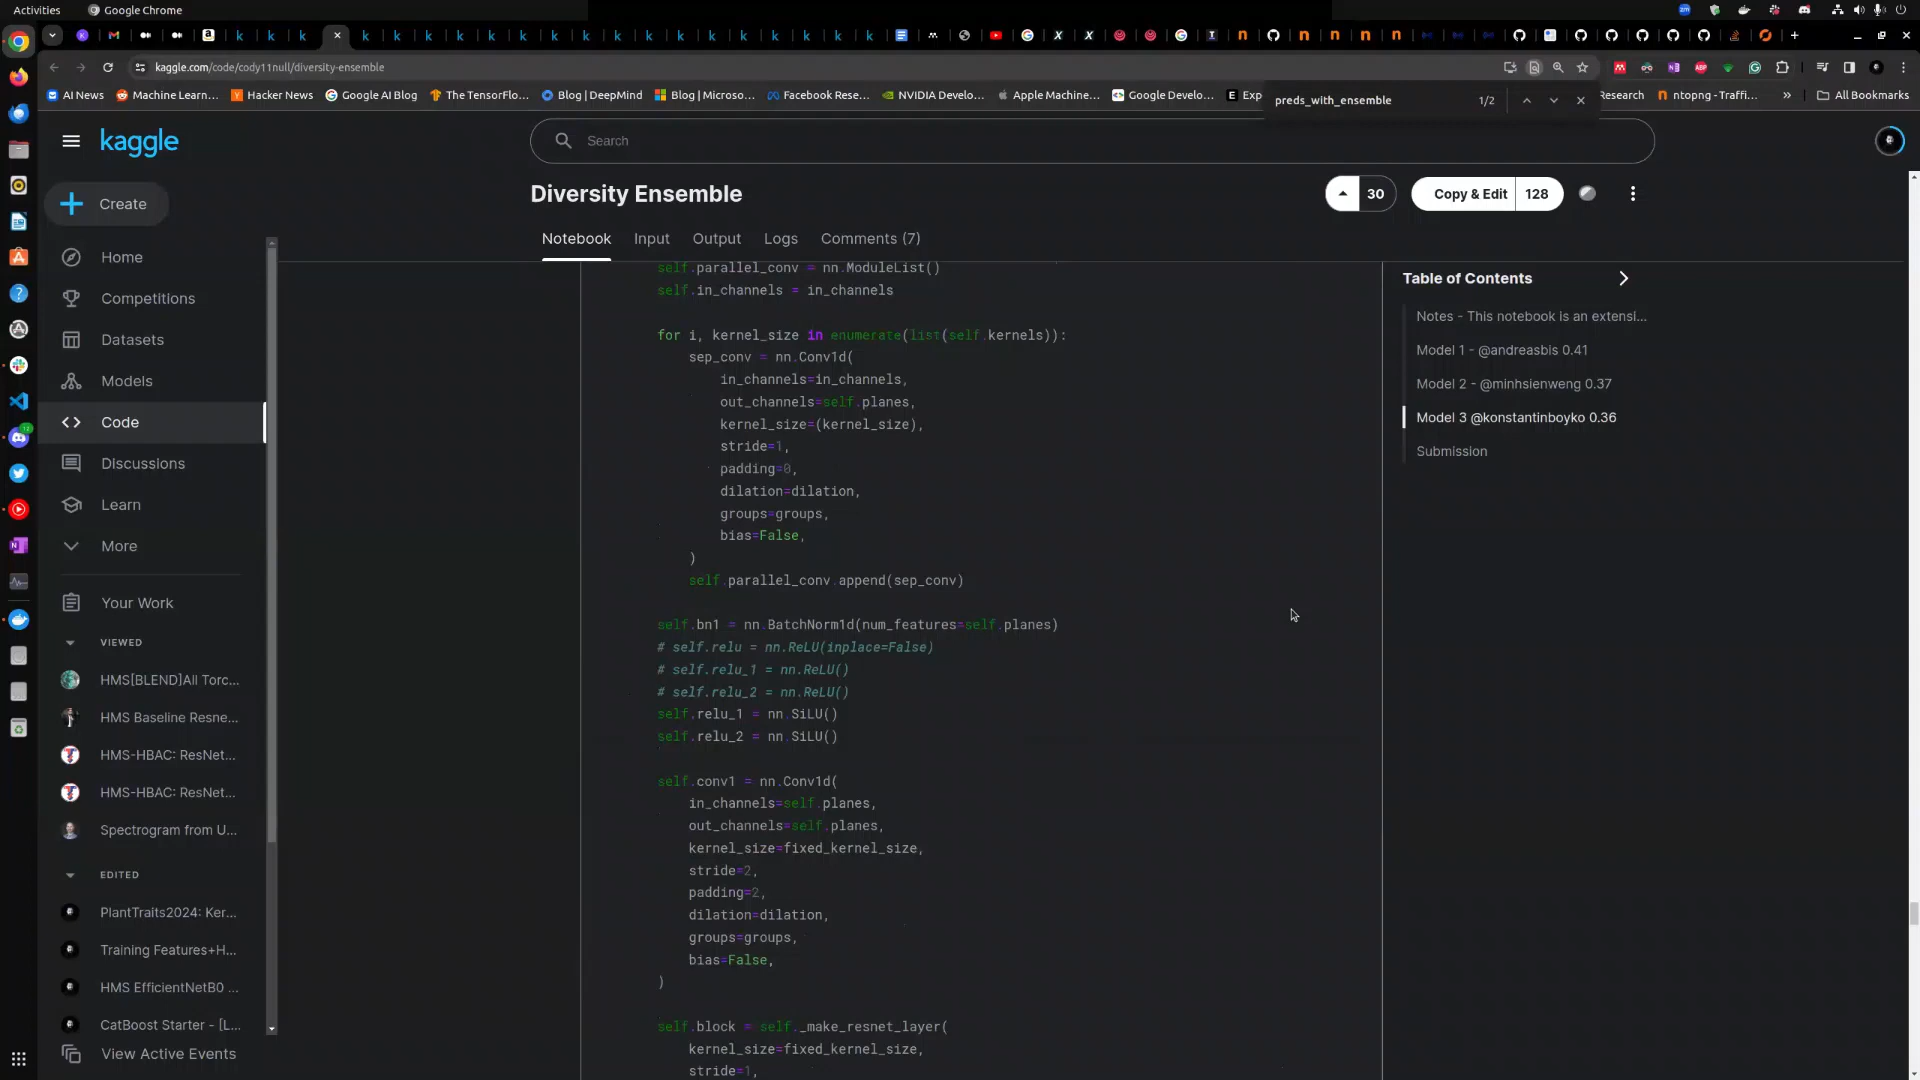 Activities
Google Chrome
kaggle.com/code/cody11null/diversity-ensemble
AI News
Machine Learn...
Hacker News
Google AI Blog
The TensorFlo...
Blog | DeepMind
Blog | Microso...
Facebook Rese...
NVIDIA Develo...
Apple Machine...
Google Develo...
Exp
preds_with_ensemble
1/2
Research
ntopng - Traffi...
»
All Bookmarks
kaggle
Search
Create
Diversity Ensemble
30
Copy & Edit
128
Notebook
Input
Output
Logs
Comments (7)
Home
Competitions
Datasets
Models
Code
Discussions
Learn
More
Your Work
VIEWED
HMS[BLEND]All Torc...
HMS Baseline Resne...
HMS-HBAC: ResNet...
HMS-HBAC: ResNet...
Spectrogram from U...
EDITED
PlantTraits2024: Ker...
Training Features+H...
HMS EfficientNetB0 ...
CatBoost Starter - [L...
View Active Events
self.parallel_conv = nn.ModuleList()
self.in_channels = in_channels
for i, kernel_size in enumerate(list(self.kernels)):
sep_conv = nn.Conv1d(
in_channels=in_channels,
out_channels=self.planes,
kernel_size=(kernel_size),
stride=1,
padding=0,
dilation=dilation,
groups=groups,
bias=False,
)
self.parallel_conv.append(sep_conv)
self.bn1 = nn.BatchNorm1d(num_features=self.planes)
# self.relu = nn.ReLU(inplace=False)
# self.relu_1 = nn.ReLU()
# self.relu_2 = nn.ReLU()
self.relu_1 = nn.SiLU()
self.relu_2 = nn.SiLU()
self.conv1 = nn.Conv1d(
in_channels=self.planes,
out_channels=self.planes,
kernel_size=fixed_kernel_size,
stride=2,
padding=2,
dilation=dilation,
groups=groups,
bias=False,
)
self.block = self._make_resnet_layer(
kernel_size=fixed_kernel_size,
stride=1,
Table of Contents
Notes - This notebook is an extensi...
Model 1 - @andreasbis 0.41
Model 2 - @minhsienweng 0.37
Model 3 @konstantinboyko 0.36
Submission